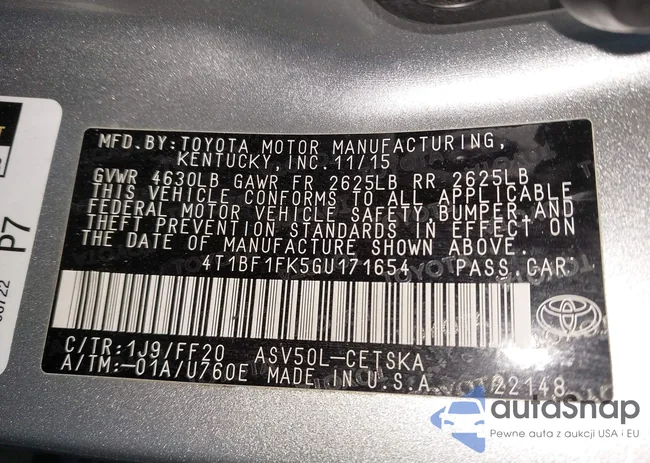 MFD.BY:TOYOTA MOTOR MANUFACTURING,
KENTUCKY, INC. 11/15
GVWR 4630LB GAWR FR 2625LB RR 2625LB
THIS VEHICLE CONFORMS TO ALL APPLICABLE
FEDERAL MOTOR VEHICLE SAFETY, BUMPER, AND
THEFT PREVENTION STANDARDS IN EFFECT ON
THE DATE OF MANUFACTURE SHOWN ABOVE.
4T1BF1FK5GU171654 PASS.CAR
C/TR:1J9/FF20 ASV50L-CETSKA
A/TM:-01A/U760E MADE IN U.S.A. 22148
P7
autoSnap
Pewne auta z aukcji USA i EU